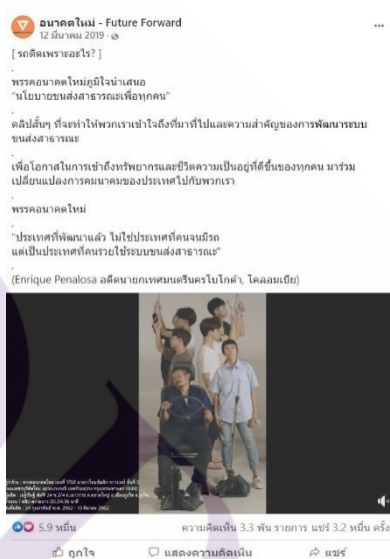 อนาคตใหม่ - Future Forward
12 มีนาคม 2019
[ รถติดเพราะอะไร? ]
.
พรรคอนาคตใหม่ภูมิใจนำเสนอ
"นโยบายขนส่งสาธารณะเพื่อทุกคน"
.
คลิปสั้นๆ ที่จะทำให้พวกเราเข้าใจถึงที่มาที่ไปและความสำคัญของการพัฒนาระบบ
ขนส่งสาธารณะ
.
เพื่อโอกาสในการเข้าถึงทรัพยากรและชีวิตความเป็นอยู่ที่ดีขึ้นของทุกคน มาร่วม
เปลี่ยนแปลงการคมนาคมของประเทศไปกับพวกเรา
.
พรรคอนาคตใหม่
.
"ประเทศที่พัฒนาแล้ว ไม่ใช่ประเทศที่คนจนมีรถ
แต่เป็นประเทศที่คนรวยใช้ระบบขนส่งสาธารณะ"
.
(Enrique Penalosa อดีตนายกเทศมนตรีนครโบโกต้า, โคลอมเบีย)
5.9 หมื่น
ความคิดเห็น 3.3 พัน รายการ แชร์ 3.2 หมื่น ครั้ง
ถูกใจ
แสดงความคิดเห็น
แชร์